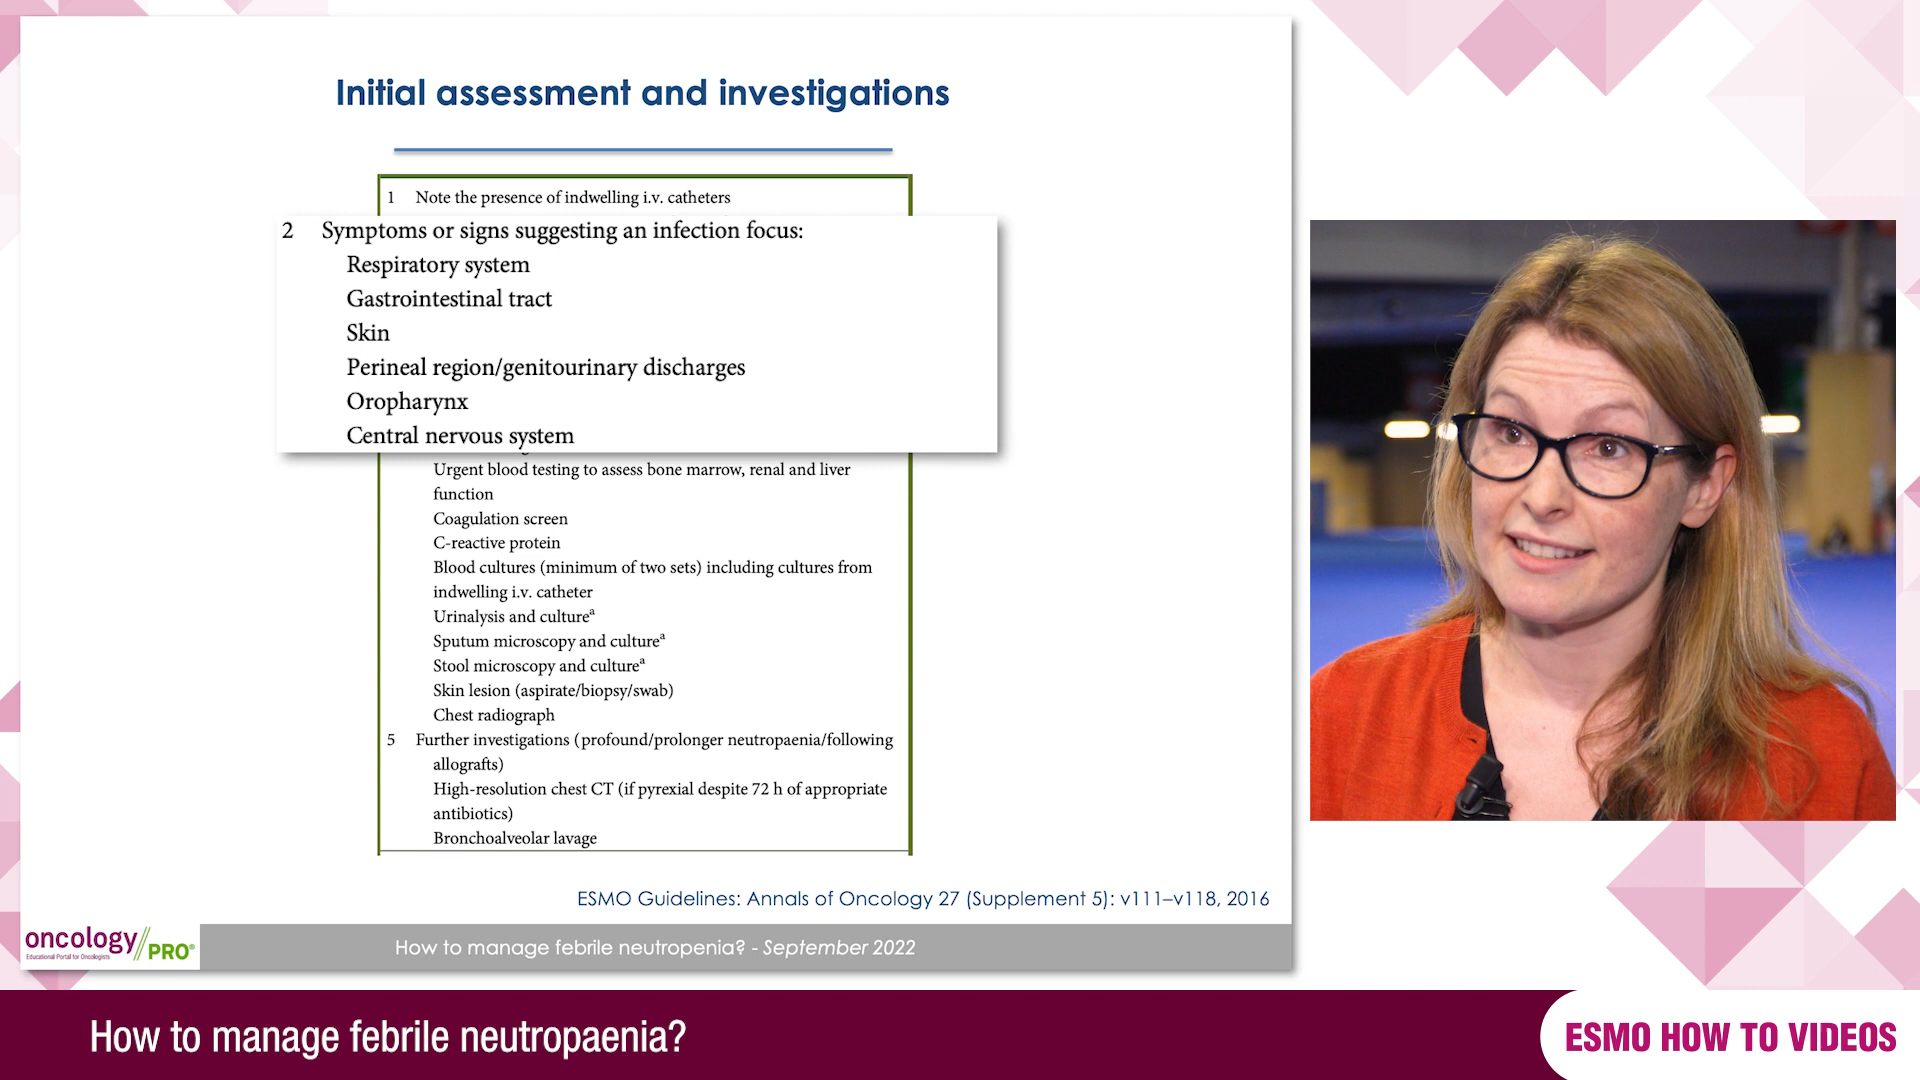 Initial assessment and investigations
1 Note the presence of indwelling i.v. catheters
2 Symptoms or signs suggesting an infection focus:
Respiratory system
Gastrointestinal tract
Skin
Perineal region/genitourinary discharges
Oropharynx
Central nervous system
Urgent blood testing to assess bone marrow, renal and liver
function
Coagulation screen
C-reactive protein
Blood cultures (minimum of two sets) including cultures from
indwelling i.v. catheter
Urinalysis and cultureᵃ
Sputum microscopy and cultureᵃ
Stool microscopy and cultureᵃ
Skin lesion (aspirate/biopsy/swab)
Chest radiograph
5 Further investigations (profound/prolonger neutropaenia/following
allografts)
High-resolution chest CT (if pyrexial despite 72 h of appropriate
antibiotics)
Bronchoalveolar lavage
ESMO Guidelines: Annals of Oncology 27 (Supplement 5): v111–v118, 2016
oncology//PRO®
Educational Portal for Oncologists
How to manage febrile neutropenia? - September 2022
How to manage febrile neutropaenia?
ESMO HOW TO VIDEOS